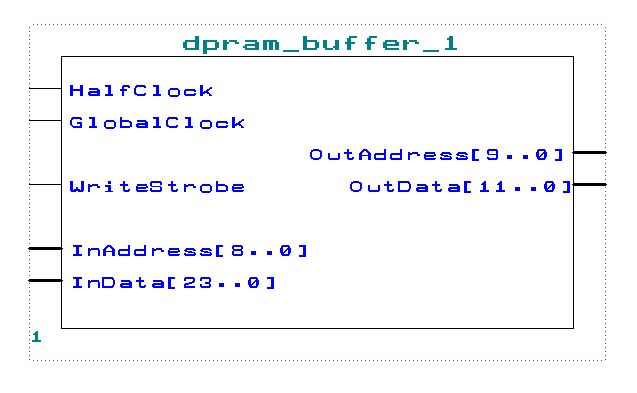 dpram_buffer_1
HalfClock
GlobalClock
OutAddress[9..0]
WriteStrobe OutData[11..0]
InAddress[8..0]
InData[23..0]
1